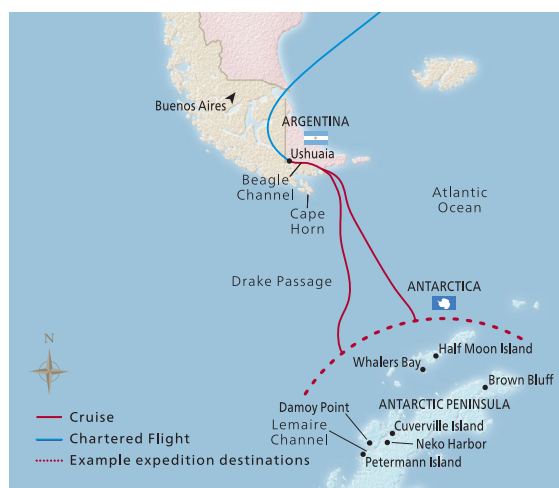 Buenos Aires
ARGENTINA
Ushuaia
Beagle
Channel
Cape
Horn
Atlantic
Ocean
Drake Passage
ANTARCTICA
N
Half Moon Island
Whalers Bay
Brown Bluff
ANTARCTIC PENINSULA
Damoy Point
Lemaire
Channel
Cuverville Island
Neko Harbor
Petermann Island
Cruise
Chartered Flight
Example expedition destinations